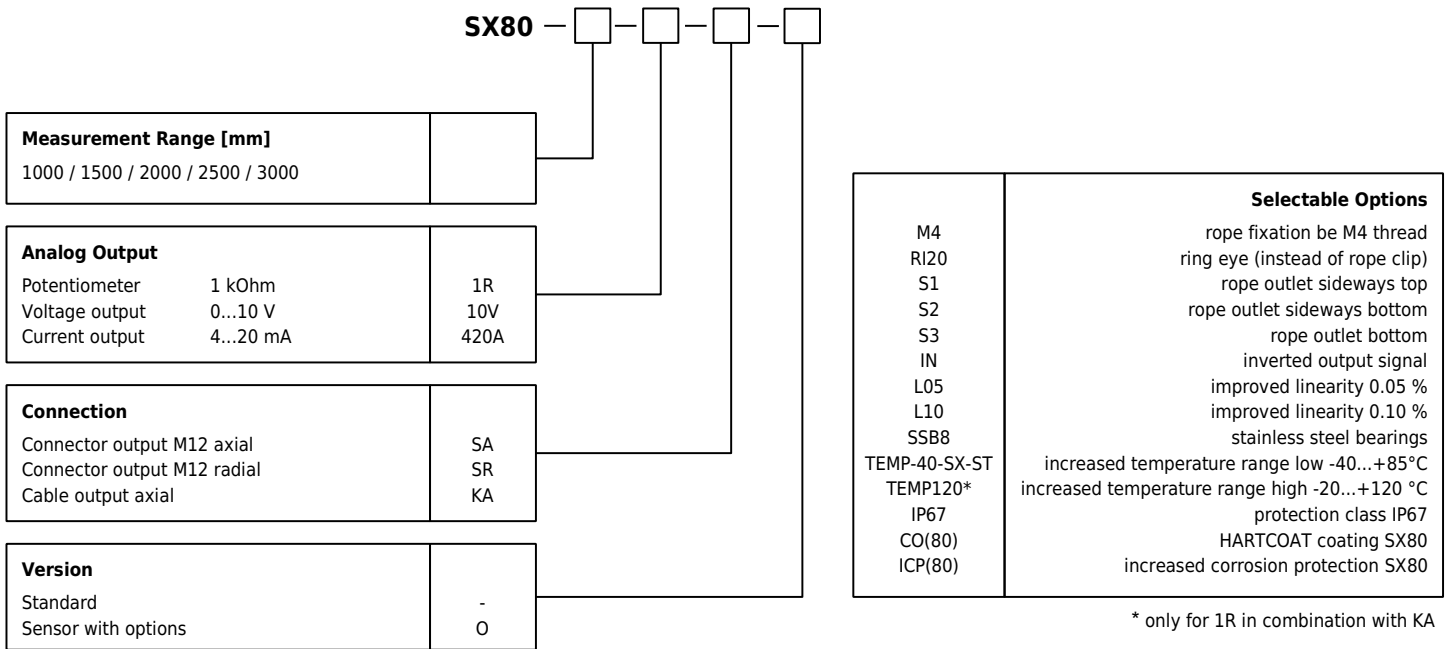 SX80
Measurement Range [mm]
1000 / 1500 / 2000 / 2500 / 3000
Analog Output
Potentiometer 1 kOhm 1R
Voltage output 0...10 V 10V
Current output 4...20 mA 420A
Connection
Connector output M12 axial SA
Connector output M12 radial SR
Cable output axial KA
Version
Standard -
Sensor with options O
Selectable Options
M4 rope fixation be M4 thread
RI20 ring eye (instead of rope clip)
S1 rope outlet sideways top
S2 rope outlet sideways bottom
S3 rope outlet bottom
IN inverted output signal
L05 improved linearity 0.05 %
L10 improved linearity 0.10 %
SSB8 stainless steel bearings
TEMP-40-SX-ST increased temperature range low -40...+85°C
TEMP120* increased temperature range high -20...+120 °C
IP67 protection class IP67
CO(80) HARTCOAT coating SX80
ICP(80) increased corrosion protection SX80
* only for 1R in combination with KA